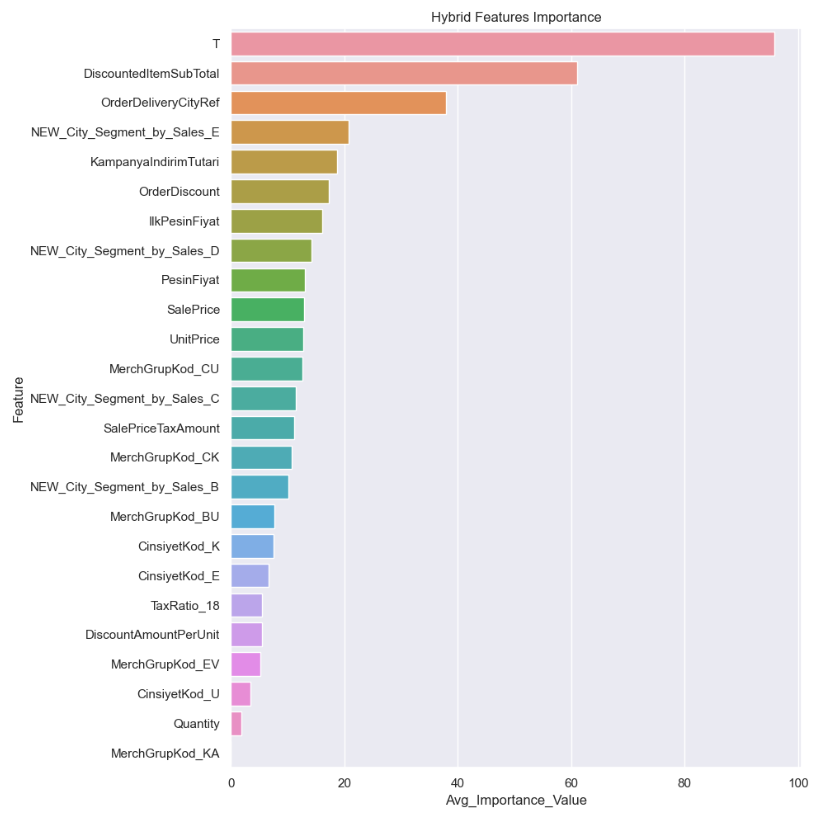 Hybrid Features Importance
T
DiscountedItemSubTotal
OrderDeliveryCityRef
NEW_City_Segment_by_Sales_E
KampanyaIndirimTutari
OrderDiscount
IlkPesinFiyat
NEW_City_Segment_by_Sales_D
PesinFiyat
SalePrice
UnitPrice
MerchGrupKod_CU
NEW_City_Segment_by_Sales_C
SalePriceTaxAmount
MerchGrupKod_CK
NEW_City_Segment_by_Sales_B
MerchGrupKod_BU
CinsiyetKod_K
CinsiyetKod_E
TaxRatio_18
DiscountAmountPerUnit
MerchGrupKod_EV
CinsiyetKod_U
Quantity
MerchGrupKod_KA
Feature
0 20 40 60 80 100
Avg_Importance_Value